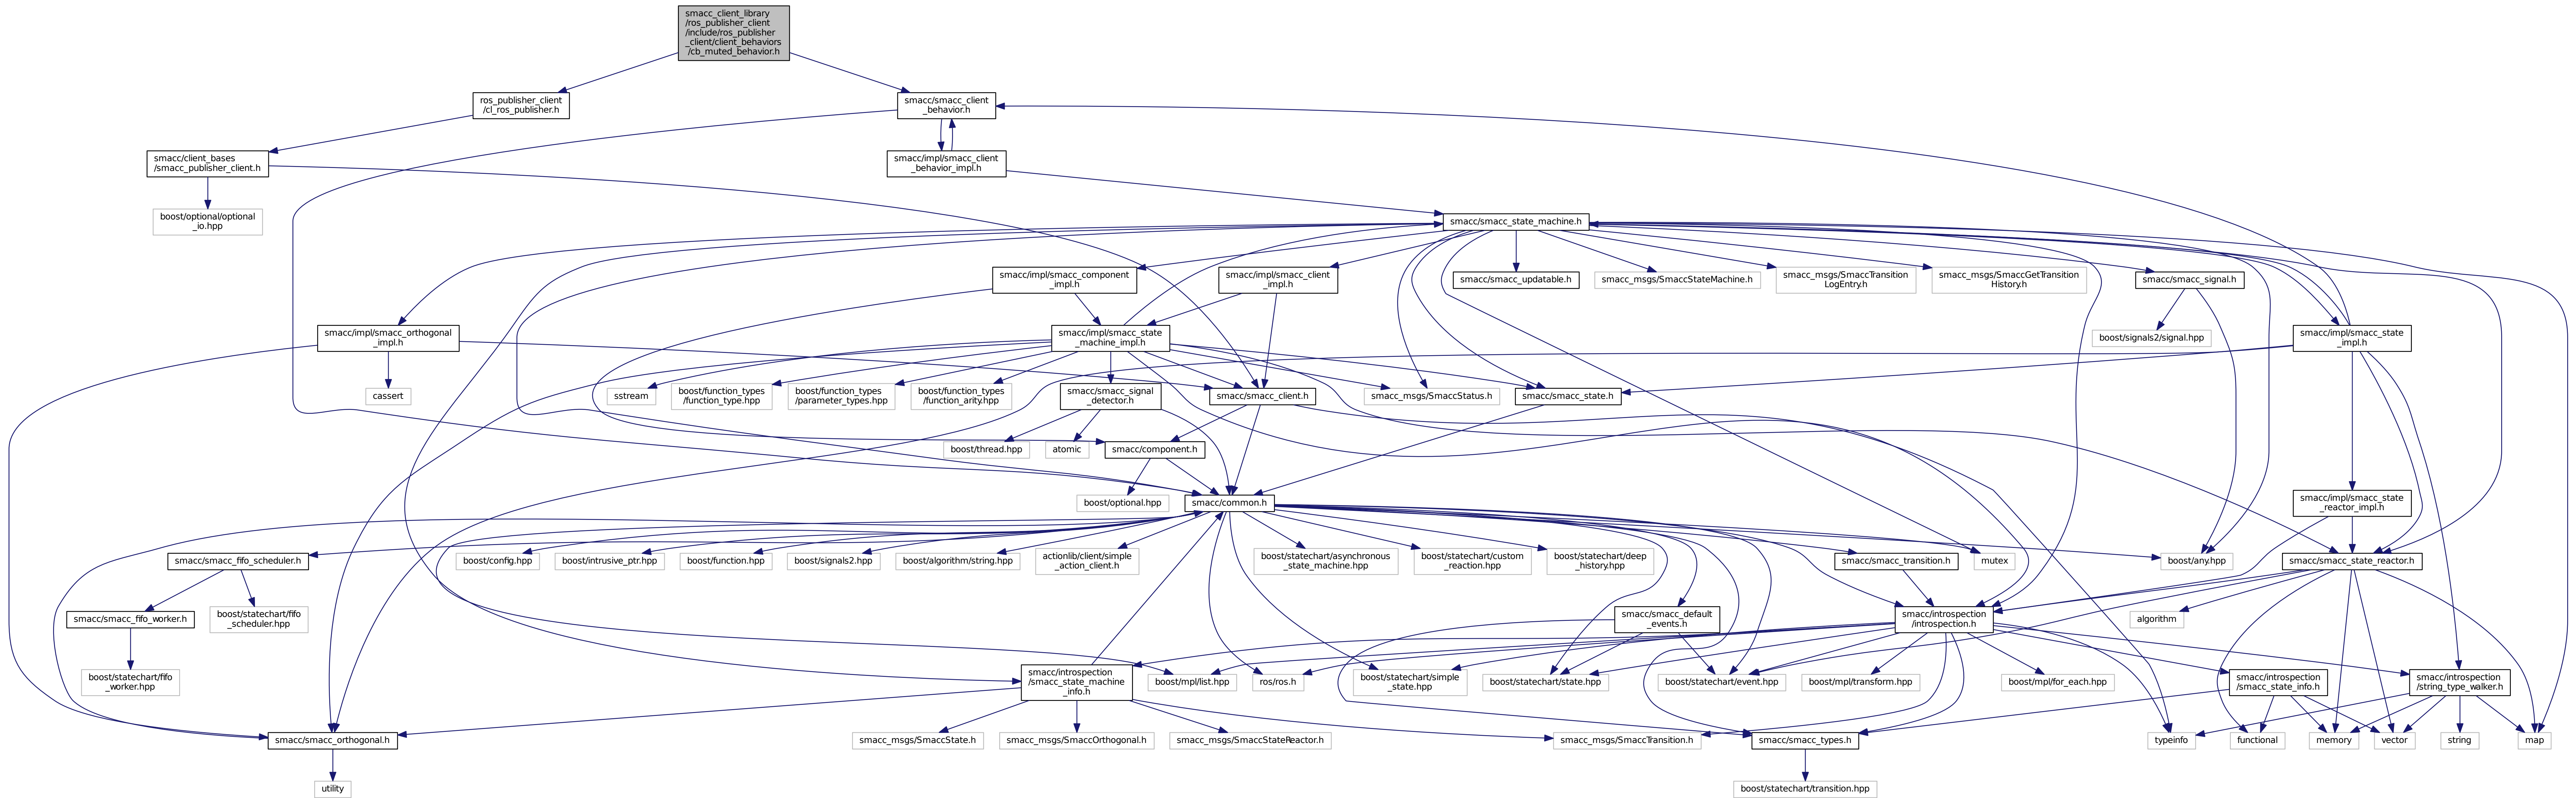 smacc_client_library
/ros_publisher_client
/include/ros_publisher
_client/client_behaviors
/cb_muted_behavior.h
ros_publisher_client
/cl_ros_publisher.h
smacc/smacc_client
_behavior.h
smacc/client_bases
/smacc_publisher_client.h
smacc/impl/smacc_client
_behavior_impl.h
boost/optional/optional
_io.hpp
smacc/smacc_state_machine.h
smacc/impl/smacc_component
_impl.h
smacc/impl/smacc_client
_impl.h
smacc/smacc_updatable.h
smacc_msgs/SmaccStateMachine.h
smacc_msgs/SmaccTransition
LogEntry.h
smacc_msgs/SmaccGetTransition
History.h
smacc/smacc_signal.h
smacc/impl/smacc_orthogonal
_impl.h
smacc/impl/smacc_state
_machine_impl.h
boost/signals2/signal.hpp
smacc/impl/smacc_state
_impl.h
cassert
sstream
boost/function_types
/function_type.hpp
boost/function_types
/parameter_types.hpp
boost/function_types
/function_arity.hpp
smacc/smacc_signal
_detector.h
smacc/smacc_client.h
smacc_msgs/SmaccStatus.h
smacc/smacc_state.h
boost/thread.hpp
atomic
smacc/component.h
boost/optional.hpp
smacc/common.h
smacc/impl/smacc_state
_reactor_impl.h
smacc/smacc_fifo_scheduler.h
boost/config.hpp
boost/intrusive_ptr.hpp
boost/function.hpp
boost/signals2.hpp
boost/algorithm/string.hpp
actionlib/client/simple
_action_client.h
boost/statechart/asynchronous
_state_machine.hpp
boost/statechart/custom
_reaction.hpp
boost/statechart/deep
_history.hpp
smacc/smacc_transition.h
mutex
boost/any.hpp
smacc/smacc_state_reactor.h
smacc/smacc_fifo_worker.h
boost/statechart/fifo
_scheduler.hpp
smacc/smacc_default
_events.h
smacc/introspection
/introspection.h
algorithm
boost/statechart/fifo
_worker.hpp
smacc/introspection
/smacc_state_machine
_info.h
boost/mpl/list.hpp
ros/ros.h
boost/statechart/simple
_state.hpp
boost/statechart/state.hpp
boost/statechart/event.hpp
boost/mpl/transform.hpp
boost/mpl/for_each.hpp
smacc/introspection
/smacc_state_info.h
smacc/introspection
/string_type_walker.h
smacc/smacc_orthogonal.h
smacc_msgs/SmaccState.h
smacc_msgs/SmaccOrthogonal.h
smacc_msgs/SmaccStateReactor.h
smacc_msgs/SmaccTransition.h
smacc/smacc_types.h
typeinfo
functional
memory
vector
string
map
utility
boost/statechart/transition.hpp